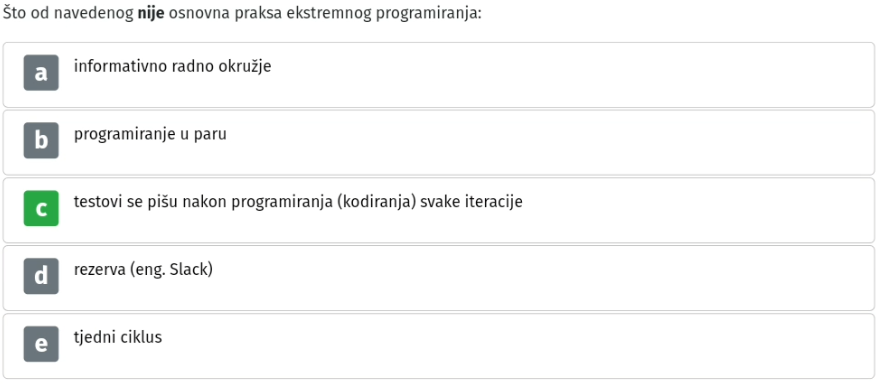 Što od navedenog nije osnovna praksa ekstremnog programiranja:
a informativno radno okružje
b programiranje u paru
c testovi se pišu nakon programiranja (kodiranja) svake iteracije
d rezerva (eng. Slack)
e tjedni ciklus